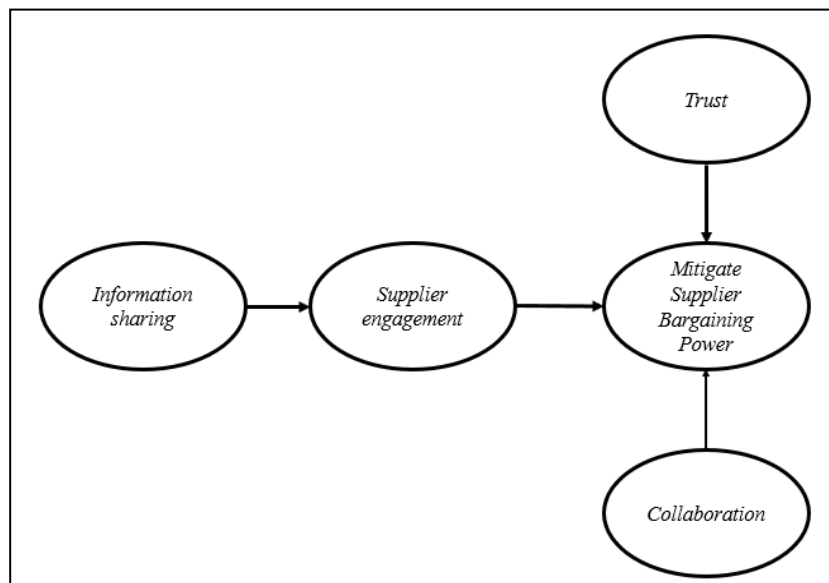 Trust
Information
sharing
Supplier
engagement
Mitigate
Supplier
Bargaining
Power
Collaboration